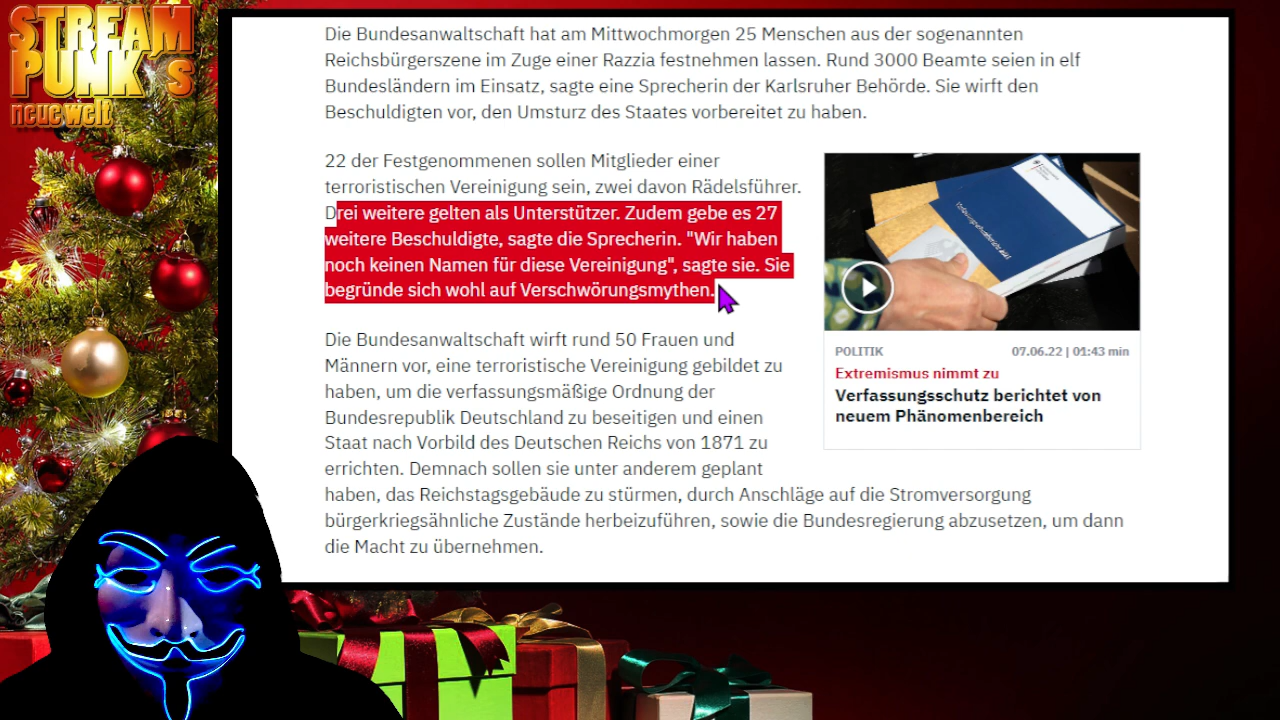 STREAM
PUNK´s
neue welt
Die Bundesanwaltschaft hat am Mittwochmorgen 25 Menschen aus der sogenannten
Reichsbürgerszene im Zuge einer Razzia festnehmen lassen. Rund 3000 Beamte seien in elf
Bundesländern im Einsatz, sagte eine Sprecherin der Karlsruher Behörde. Sie wirft den
Beschuldigten vor, den Umsturz des Staates vorbereitet zu haben.
22 der Festgenommenen sollen Mitglieder einer
terroristischen Vereinigung sein, zwei davon Rädelsführer.
Drei weitere gelten als Unterstützer. Zudem gebe es 27
weitere Beschuldigte, sagte die Sprecherin. "Wir haben
noch keinen Namen für diese Vereinigung", sagte sie. Sie
begründe sich wohl auf Verschwörungsmythen.
POLITIK
07.06.22 | 01:43 min
Extremismus nimmt zu
Verfassungsschutz berichtet von
neuem Phänomenbereich
Die Bundesanwaltschaft wirft rund 50 Frauen und
Männern vor, eine terroristische Vereinigung gebildet zu
haben, um die verfassungsmäßige Ordnung der
Bundesrepublik Deutschland zu beseitigen und einen
Staat nach Vorbild des Deutschen Reichs von 1871 zu
errichten. Demnach sollen sie unter anderem geplant
haben, das Reichstagsgebäude zu stürmen, durch Anschläge auf die Stromversorgung
bürgerkriegsähnliche Zustände herbeizuführen, sowie die Bundesregierung abzusetzen, um dann
die Macht zu übernehmen.